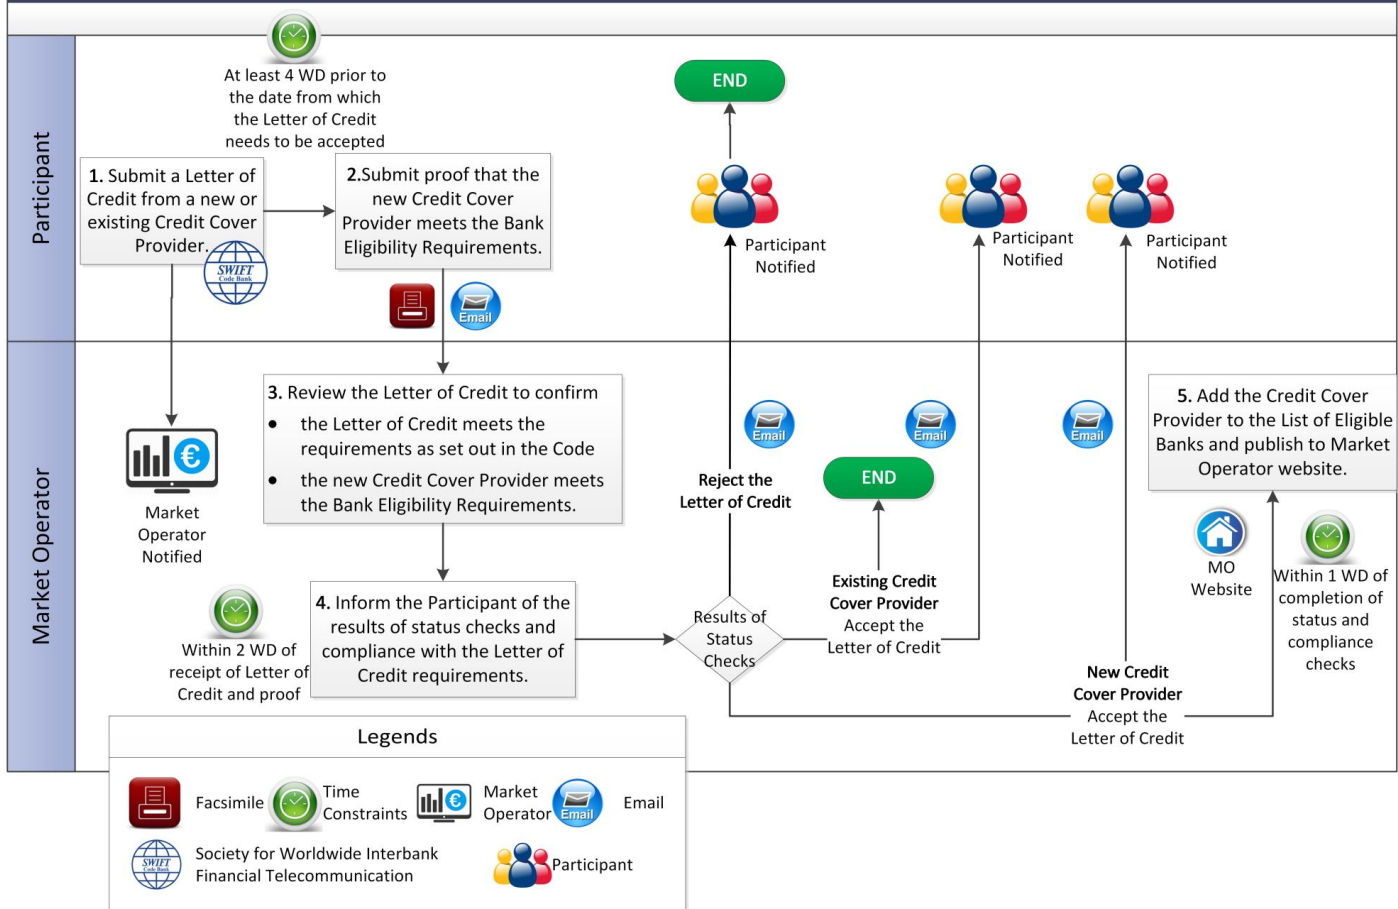 Participant
At least 4 WD prior to
the date from which
the Letter of Credit
needs to be accepted
1. Submit a Letter of
Credit from a new or
existing Credit Cover
Provider.
SWIFT
Code Bank
2.Submit proof that the
new Credit Cover
Provider meets the Bank
Eligibility Requirements.
Email
END
Participant
Notified
Participant
Notified
Participant
Notified
Market Operator
Market
Operator
Notified
3. Review the Letter of Credit to confirm
• the Letter of Credit meets the
requirements as set out in the Code
• the new Credit Cover Provider meets
the Bank Eligibility Requirements.
Within 2 WD of
receipt of Letter of
Credit and proof
4. Inform the Participant of the
results of status checks and
compliance with the Letter of
Credit requirements.
Results of
Status
Checks
Email
Reject the
Letter of Credit
Email
END
Existing Credit
Cover Provider
Accept the
Letter of Credit
Email
New Credit
Cover Provider
Accept the
Letter of Credit
5. Add the Credit Cover
Provider to the List of Eligible
Banks and publish to Market
Operator website.
MO
Website
Within 1 WD of
completion of
status and
compliance
checks
Legends
Facsimile
Time
Constraints
Market
Operator
Email
Email
SWIFT
Code Bank
Society for Worldwide Interbank
Financial Telecommunication
Participant